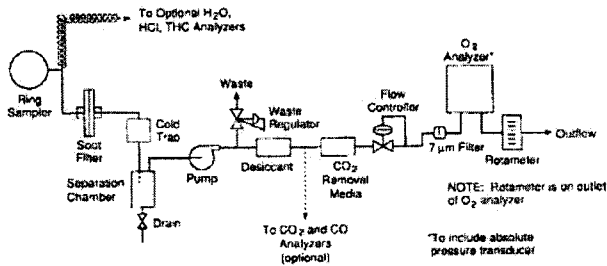 To Optional H₂O,
HCl, THC Analyzers
Ring
Sampler
Soot
Filter
Cold
Trap
Separation
Chamber
Drain
Pump
Waste
Waste
Regulator
Desiccant
To CO₂ and CO
Analyzers
(optional)
CO₂
Removal
Media
Flow
Controller
7 µm Filter
O₂
Analyzer*
Rotameter
Outflow
NOTE: Rotameter is on outlet
of O₂ analyzer
*To include absolute
pressure transducer